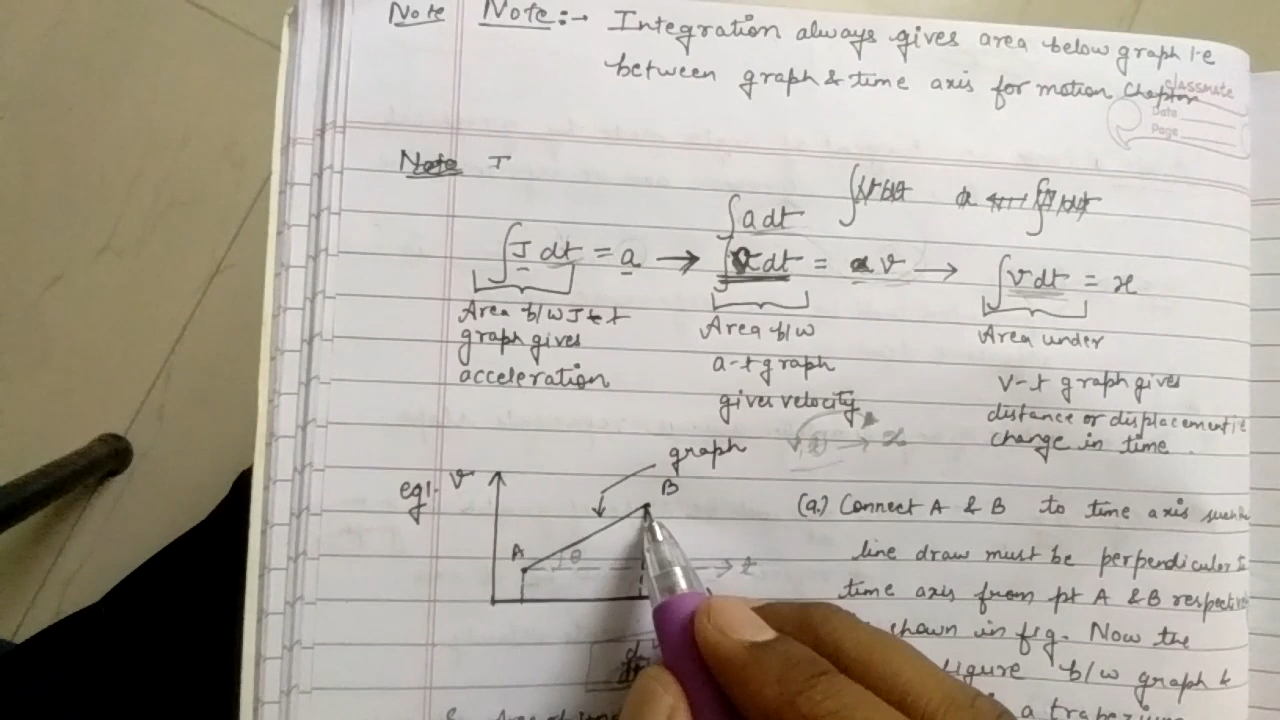 Note Note:→ Integration always gives area below graph i.e
between graph & time axis for motion Chapter
classmate
Date
Page
Note I
∫a dt
∫J dt = a → ∫v dt = v → ∫v dt = x
Area b/w J & t
graph gives
acceleration
Area b/w
a-t graph
gives velocity
Area under
v-t graph gives
distance or displacement i.e
change in time.
x
graph
eg!. v
B
A
θ
t
(a.) Connect A & B to time axis such
line draw must be perpendicular
time axis from pt A & B
shown in fig. Now the
figure b/w graph &
a